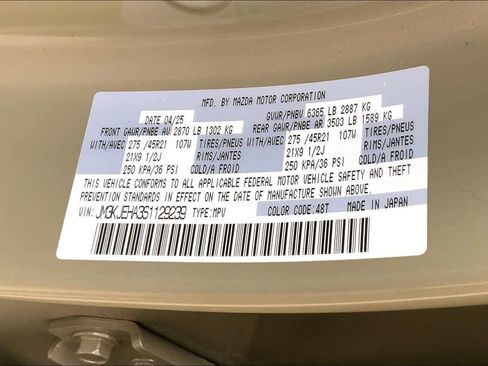 MFD. BY MAZDA MOTOR CORPORATION
DATE 04/25 GVWR/PNBV 6365 LB 2887 KG
FRONT GAWR/PNBE AV 2870 LB 1302 KG REAR GAWR/PNBE AR 3503 LB 1589 KG
WITH/AVEC 275 /45R21 107W TIRES/PNEUS WITH/AVEC 275 /45R21 107W TIRES/PNEUS
21X9 1/2J RIMS/JANTES 21X9 1/2J RIMS/JANTES
250 KPA/36 PSI COLD/A FROID 250 KPA/36 PSI COLD/A FROID
THIS VEHICLE CONFORMS TO ALL APPLICABLE FEDERAL MOTOR VEHICLE SAFETY AND THEFT
PREVENTION STANDARDS IN EFFECT ON THE DATE OF MANUFACTURE SHOWN ABOVE.
VIN: JM3KJEHA3S1129239 TYPE:MPV COLOR CODE:48T MADE IN JAPAN